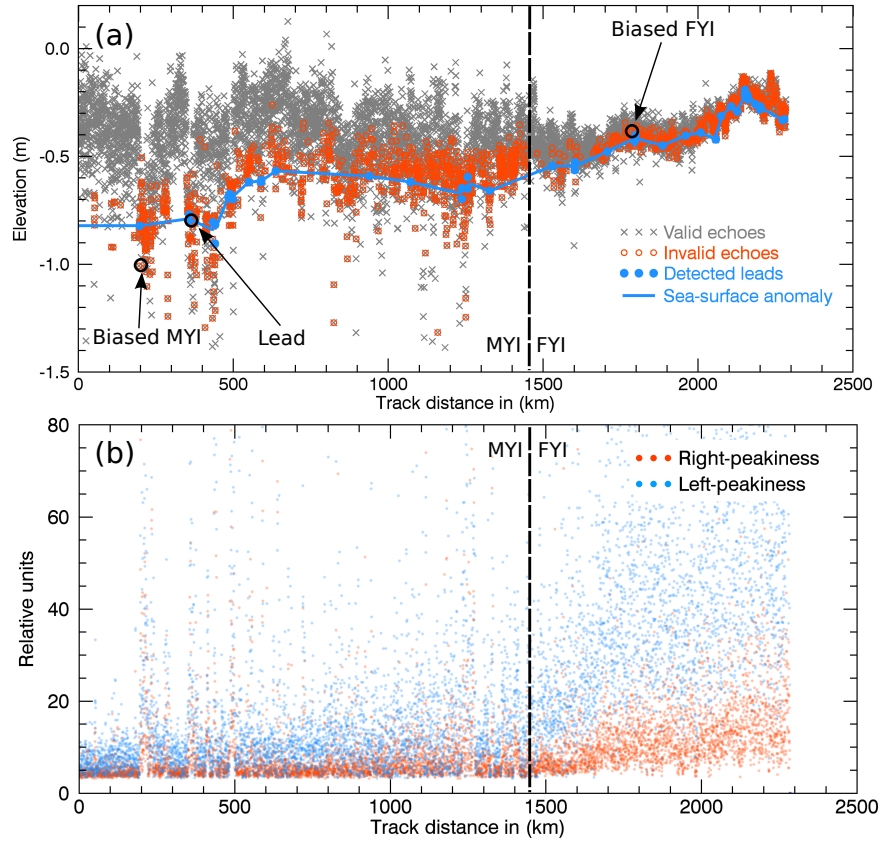 (a)
Biased FYI
0.0
-0.5
-1.0
-1.5
Elevation (m)
Valid echoes
Invalid echoes
Detected leads
Sea-surface anomaly
Biased MYI
Lead
MYI
FYI
0
500
1000
1500
2000
2500
Track distance in (km)
(b)
MYI
FYI
Right-peakiness
Left-peakiness
80
60
40
20
0
Relative units
0
500
1000
1500
2000
2500
Track distance in (km)